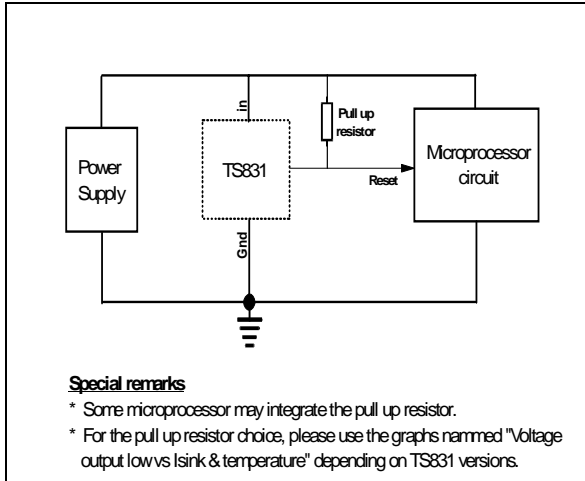 in
Pull up
resistor
Power
Supply
TS831
Microprocessor
circuit
Reset
Gnd
Special remarks
* Some microprocessor may integrate the pull up resistor.
* For the pull up resistor choice, please use the graphs nammed "Voltage
output low vs Isink & temperature" depending on TS831 versions.